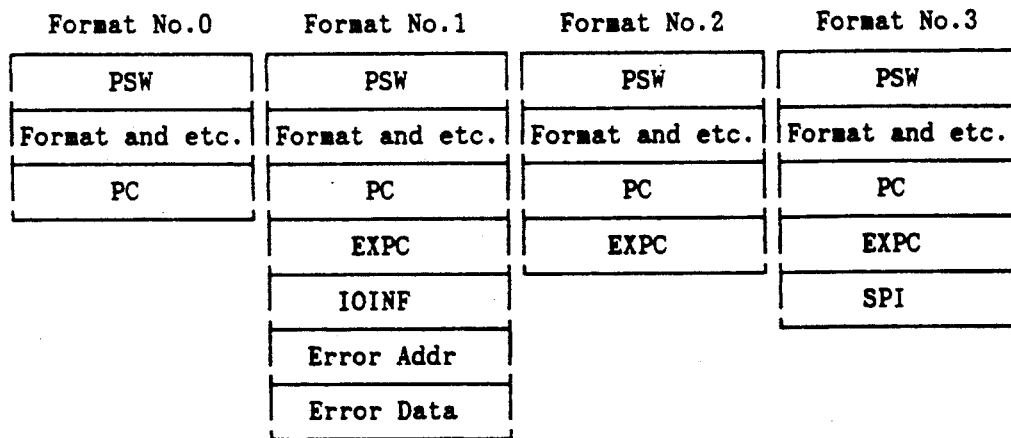 Format No.0 Format No.1 Format No.2 Format No.3
PSW PSW PSW PSW
Format and etc. Format and etc. Format and etc. Format and etc.
PC PC PC PC
EXPC EXPC EXPC
IOINF SPI
Error Addr
Error Data